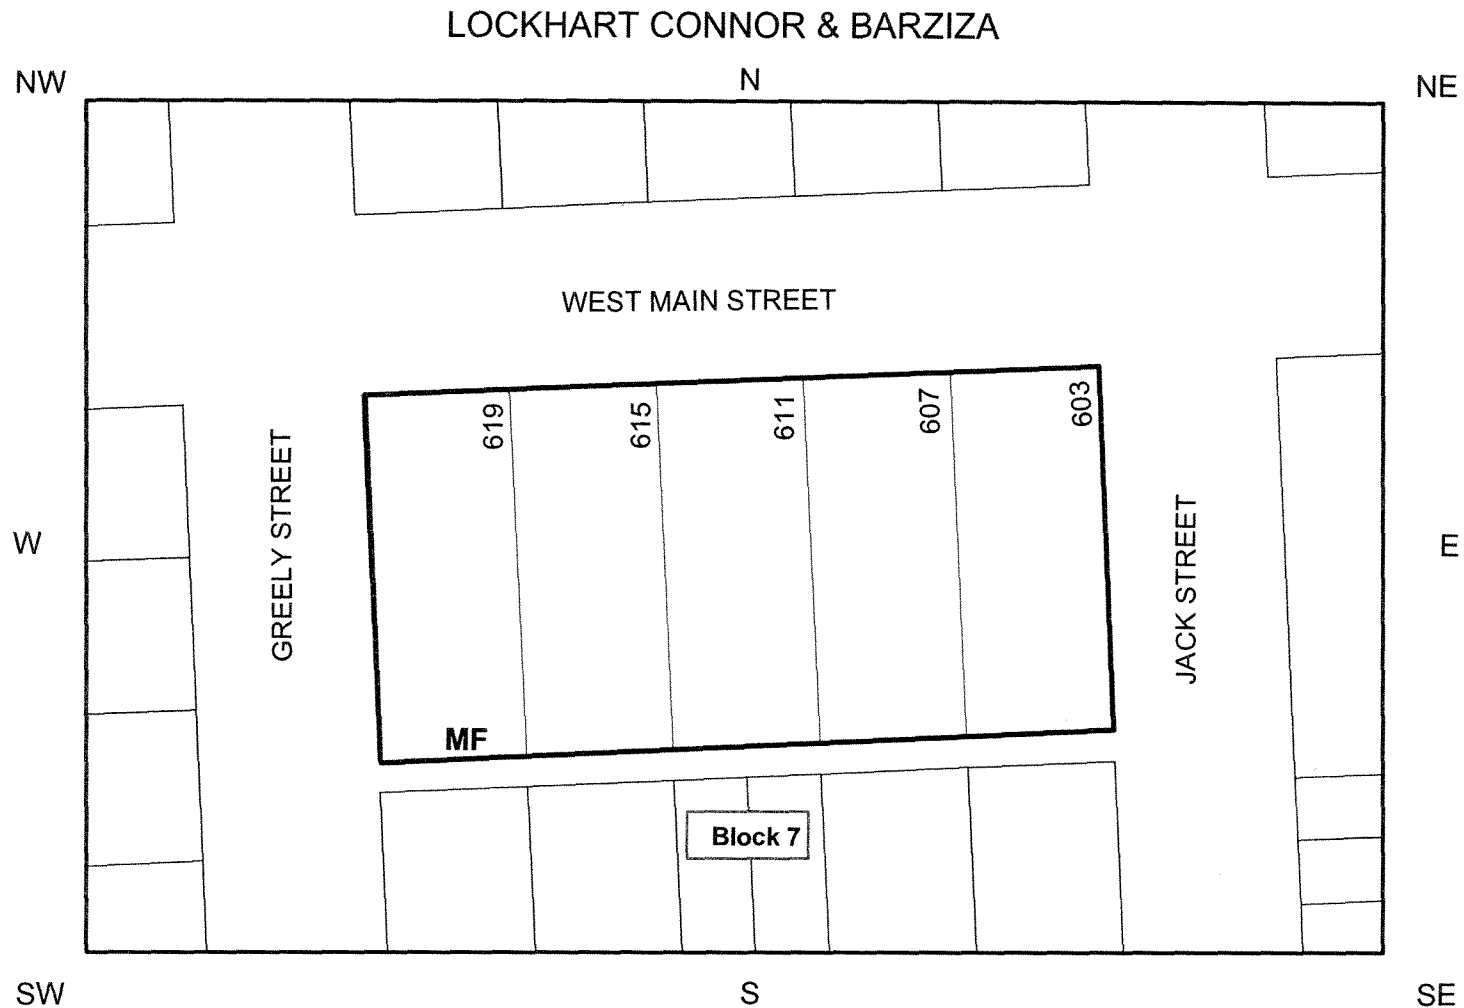 LOCKHART CONNOR & BARZIZA
NW
N
NE
WEST MAIN STREET
619
615
611
607
603
GREELY STREET
JACK STREET
W
E
MF
Block 7
SW
S
SE